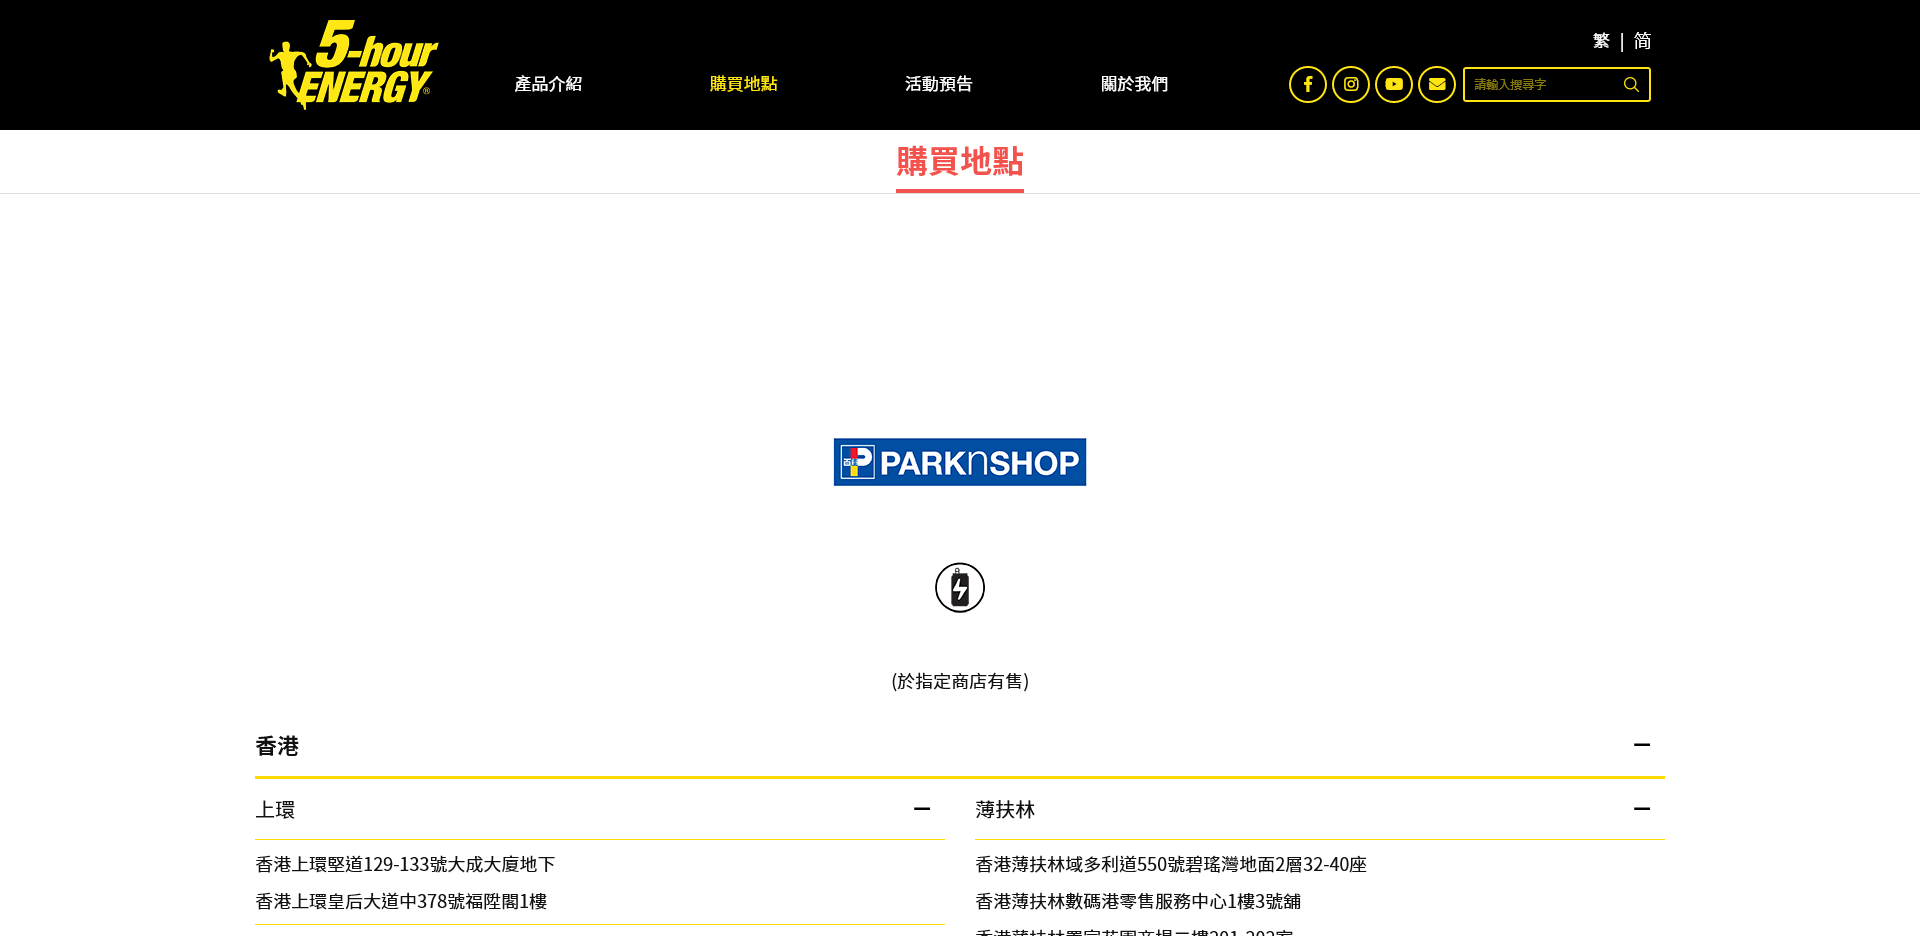 5-hour
ENERGY®
繁 | 简
產品介紹
購買地點
活動預告
關於我們
請輸入搜尋字
購買地點
百佳 PARKnSHOP
(於指定商店有售)
香港
上環
香港上環堅道129-133號大成大廈地下
香港上環皇后大道中378號福陞閣1樓
薄扶林
香港薄扶林域多利道550號碧瑤灣地面2層32-40座
香港薄扶林數碼港零售服務中心1樓3號舖